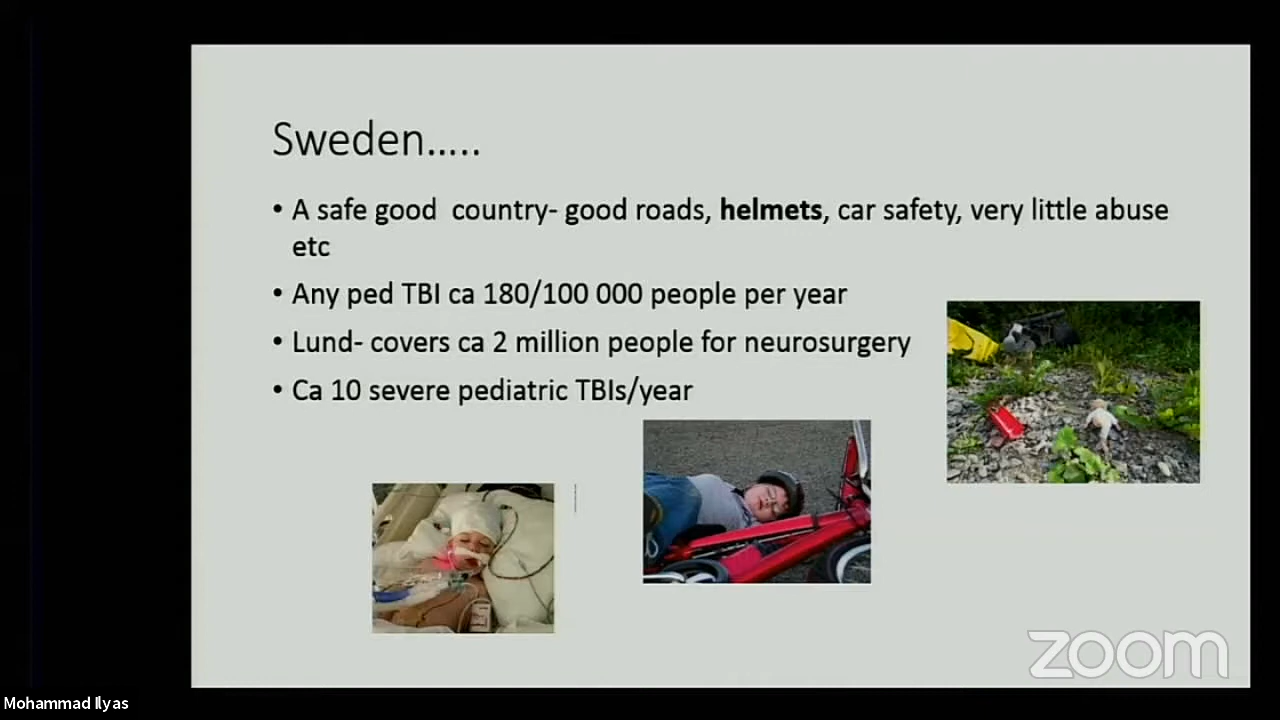 Sweden.....
• A safe good  country- good roads, helmets, car safety, very little abuse
etc
• Any ped TBI ca 180/100 000 people per year
• Lund- covers ca 2 million people for neurosurgery
• Ca 10 severe pediatric TBIs/year
zoom
Mohammad Ilyas